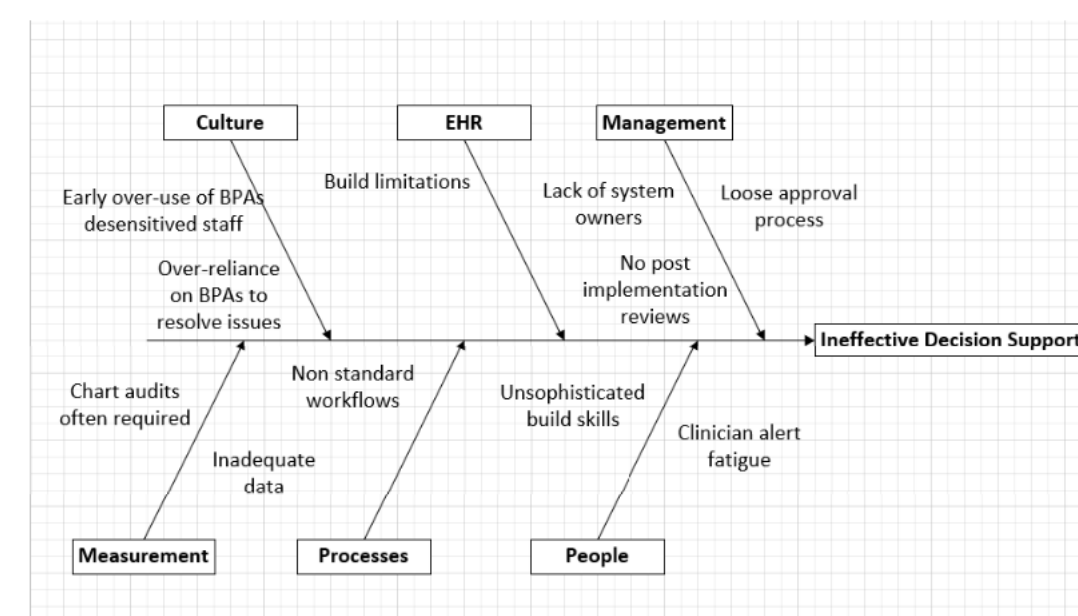 Culture
EHR
Management
Early over-use of BPAs
desensitived staff
Over-reliance
on BPAs to
resolve issues
Build limitations
Lack of system
owners
No post
implementation
reviews
Loose approval
process
Ineffective Decision Support
Chart audits
often required
Inadequate
data
Non standard
workflows
Unsophisticated
build skills
Clinician alert
fatigue
Measurement
Processes
People